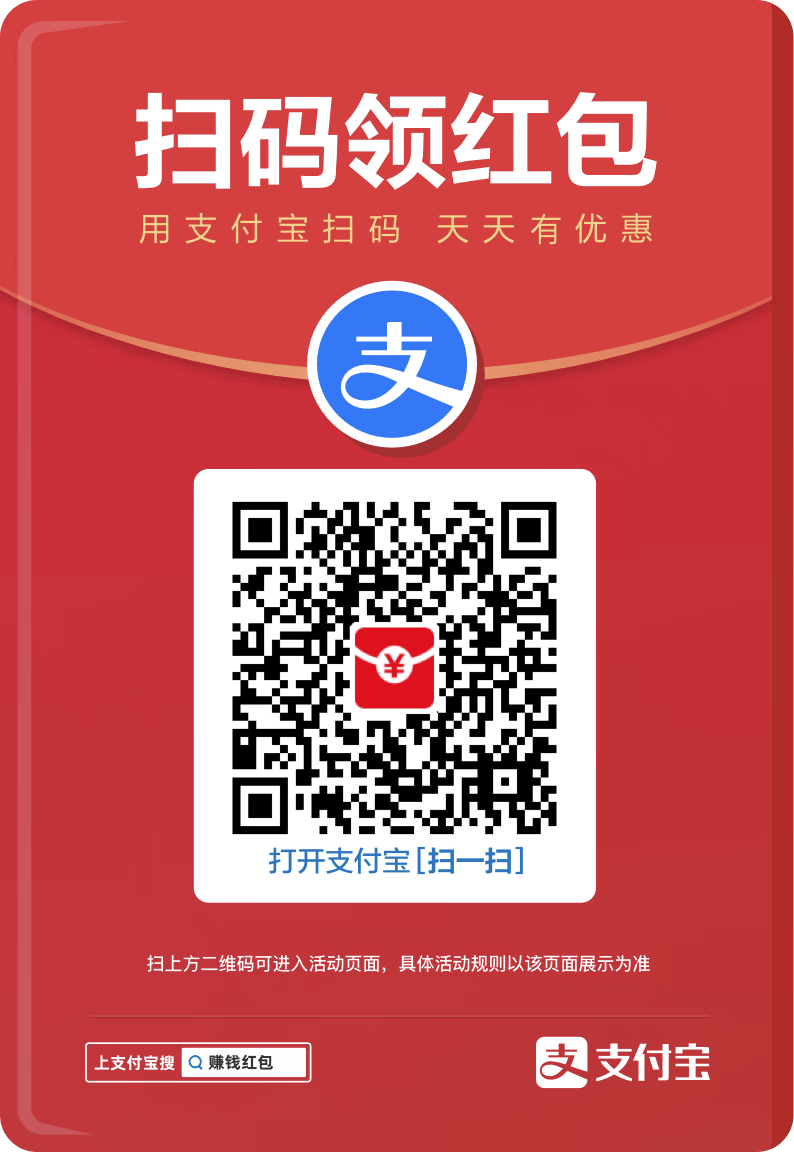 扫码领红包
用支付宝扫码 天天有优惠
支
¥
打开支付宝[扫一扫]
扫上方二维码可进入活动页面，具体活动规则以该页面展示为准
上支付宝搜 赚钱红包
支 支付宝